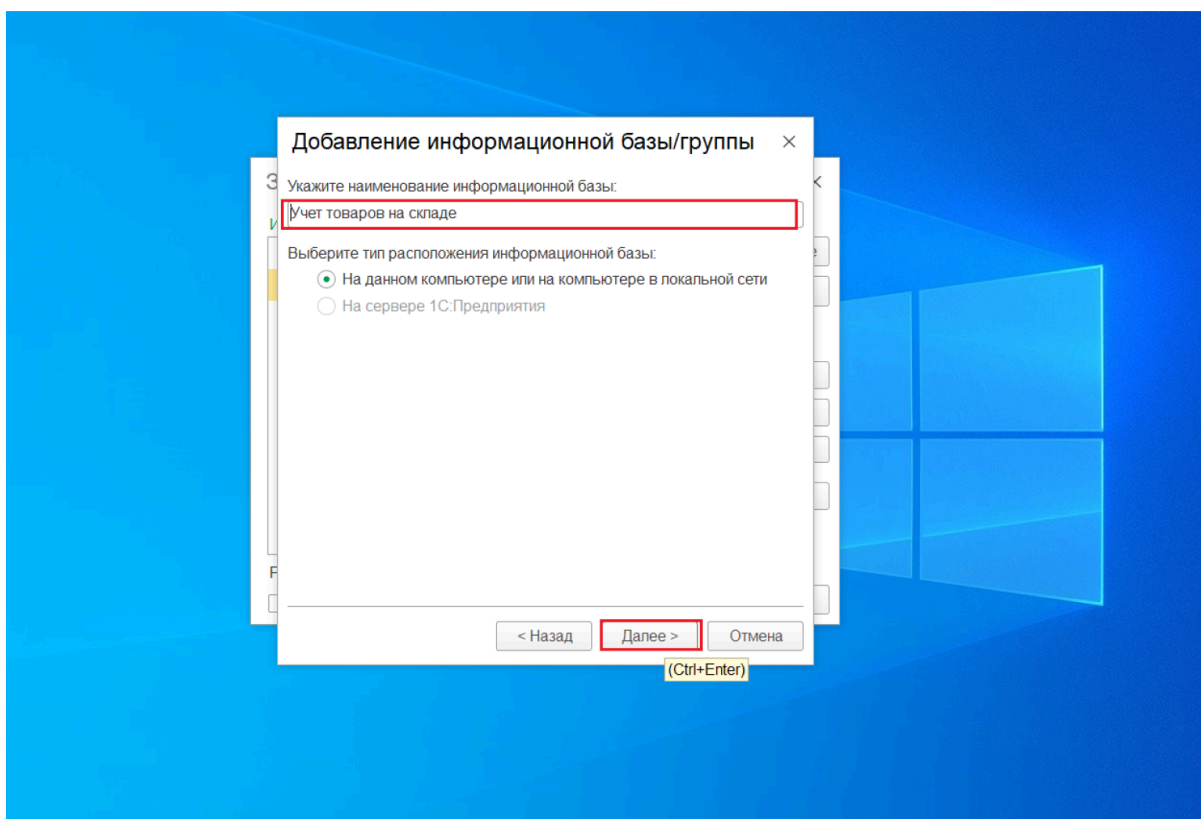 Добавление информационной базы/группы
Укажите наименование информационной базы:
Учет товаров на складе
Выберите тип расположения информационной базы:
На данном компьютере или на компьютере в локальной сети
На сервере 1С:Предприятия
< Назад
Далее >
Отмена
(Ctrl+Enter)